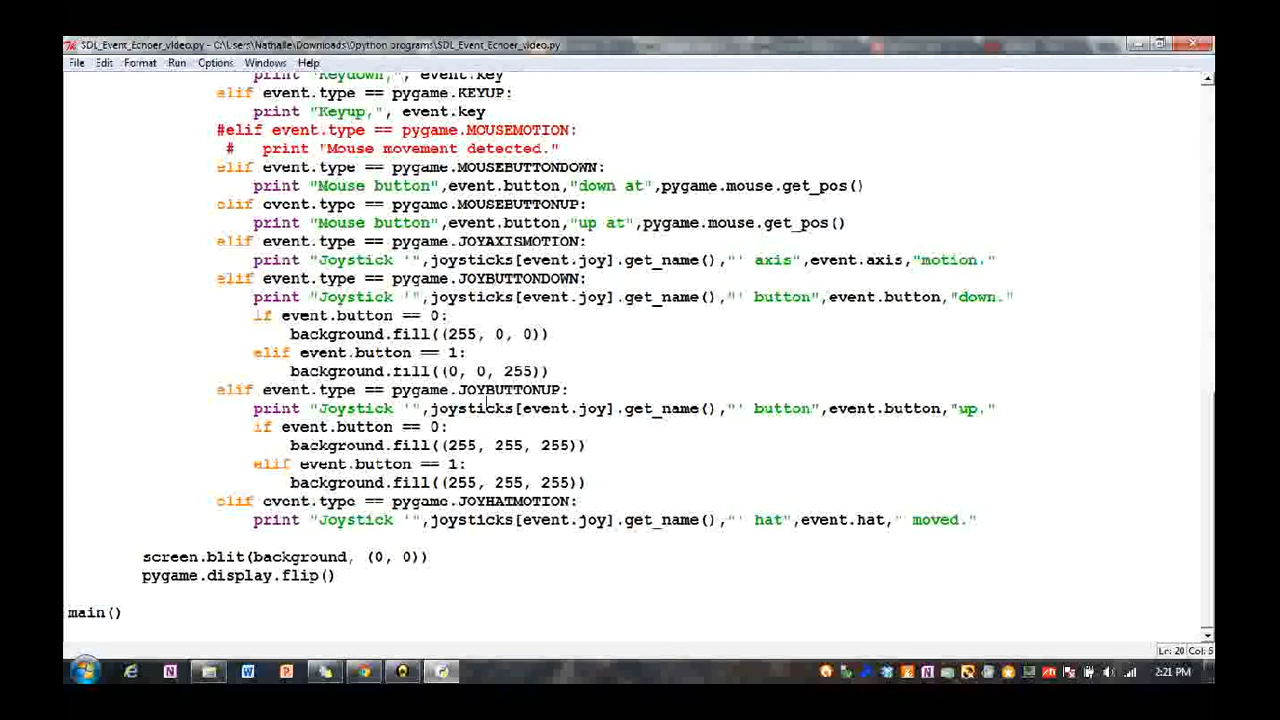 SDL_Event_Echoer_video.py - C:\Users\Nathalie\Downloads\0python programs\SDL_Event_Echoer_video.py
File Edit Format Run Options Windows Help
print "Keydown,", event.key
elif event.type == pygame.KEYUP:
print "Keyup,", event.key
#elif event.type == pygame.MOUSEMOTION:
# print "Mouse movement detected."
elif event.type == pygame.MOUSEBUTTONDOWN:
print "Mouse button",event.button,"down at",pygame.mouse.get_pos()
elif event.type == pygame.MOUSEBUTTONUP:
print "Mouse button",event.button,"up at",pygame.mouse.get_pos()
elif event.type == pygame.JOYAXISMOTION:
print "Joystick '",joysticks[event.joy].get_name(),"' axis",event.axis,"motion."
elif event.type == pygame.JOYBUTTONDOWN:
print "Joystick '",joysticks[event.joy].get_name(),"' button",event.button,"down."
if event.button == 0:
background.fill((255, 0, 0))
elif event.button == 1:
background.fill((0, 0, 255))
elif event.type == pygame.JOYBUTTONUP:
print "Joystick '",joysticks[event.joy].get_name(),"' button",event.button,"up."
if event.button == 0:
background.fill((255, 255, 255))
elif event.button == 1:
background.fill((255, 255, 255))
elif event.type == pygame.JOYHATMOTION:
print "Joystick '",joysticks[event.joy].get_name(),"' hat",event.hat," moved."
screen.blit(background, (0, 0))
pygame.display.flip()
main()
Ln: 20 Col: 5
2:21 PM